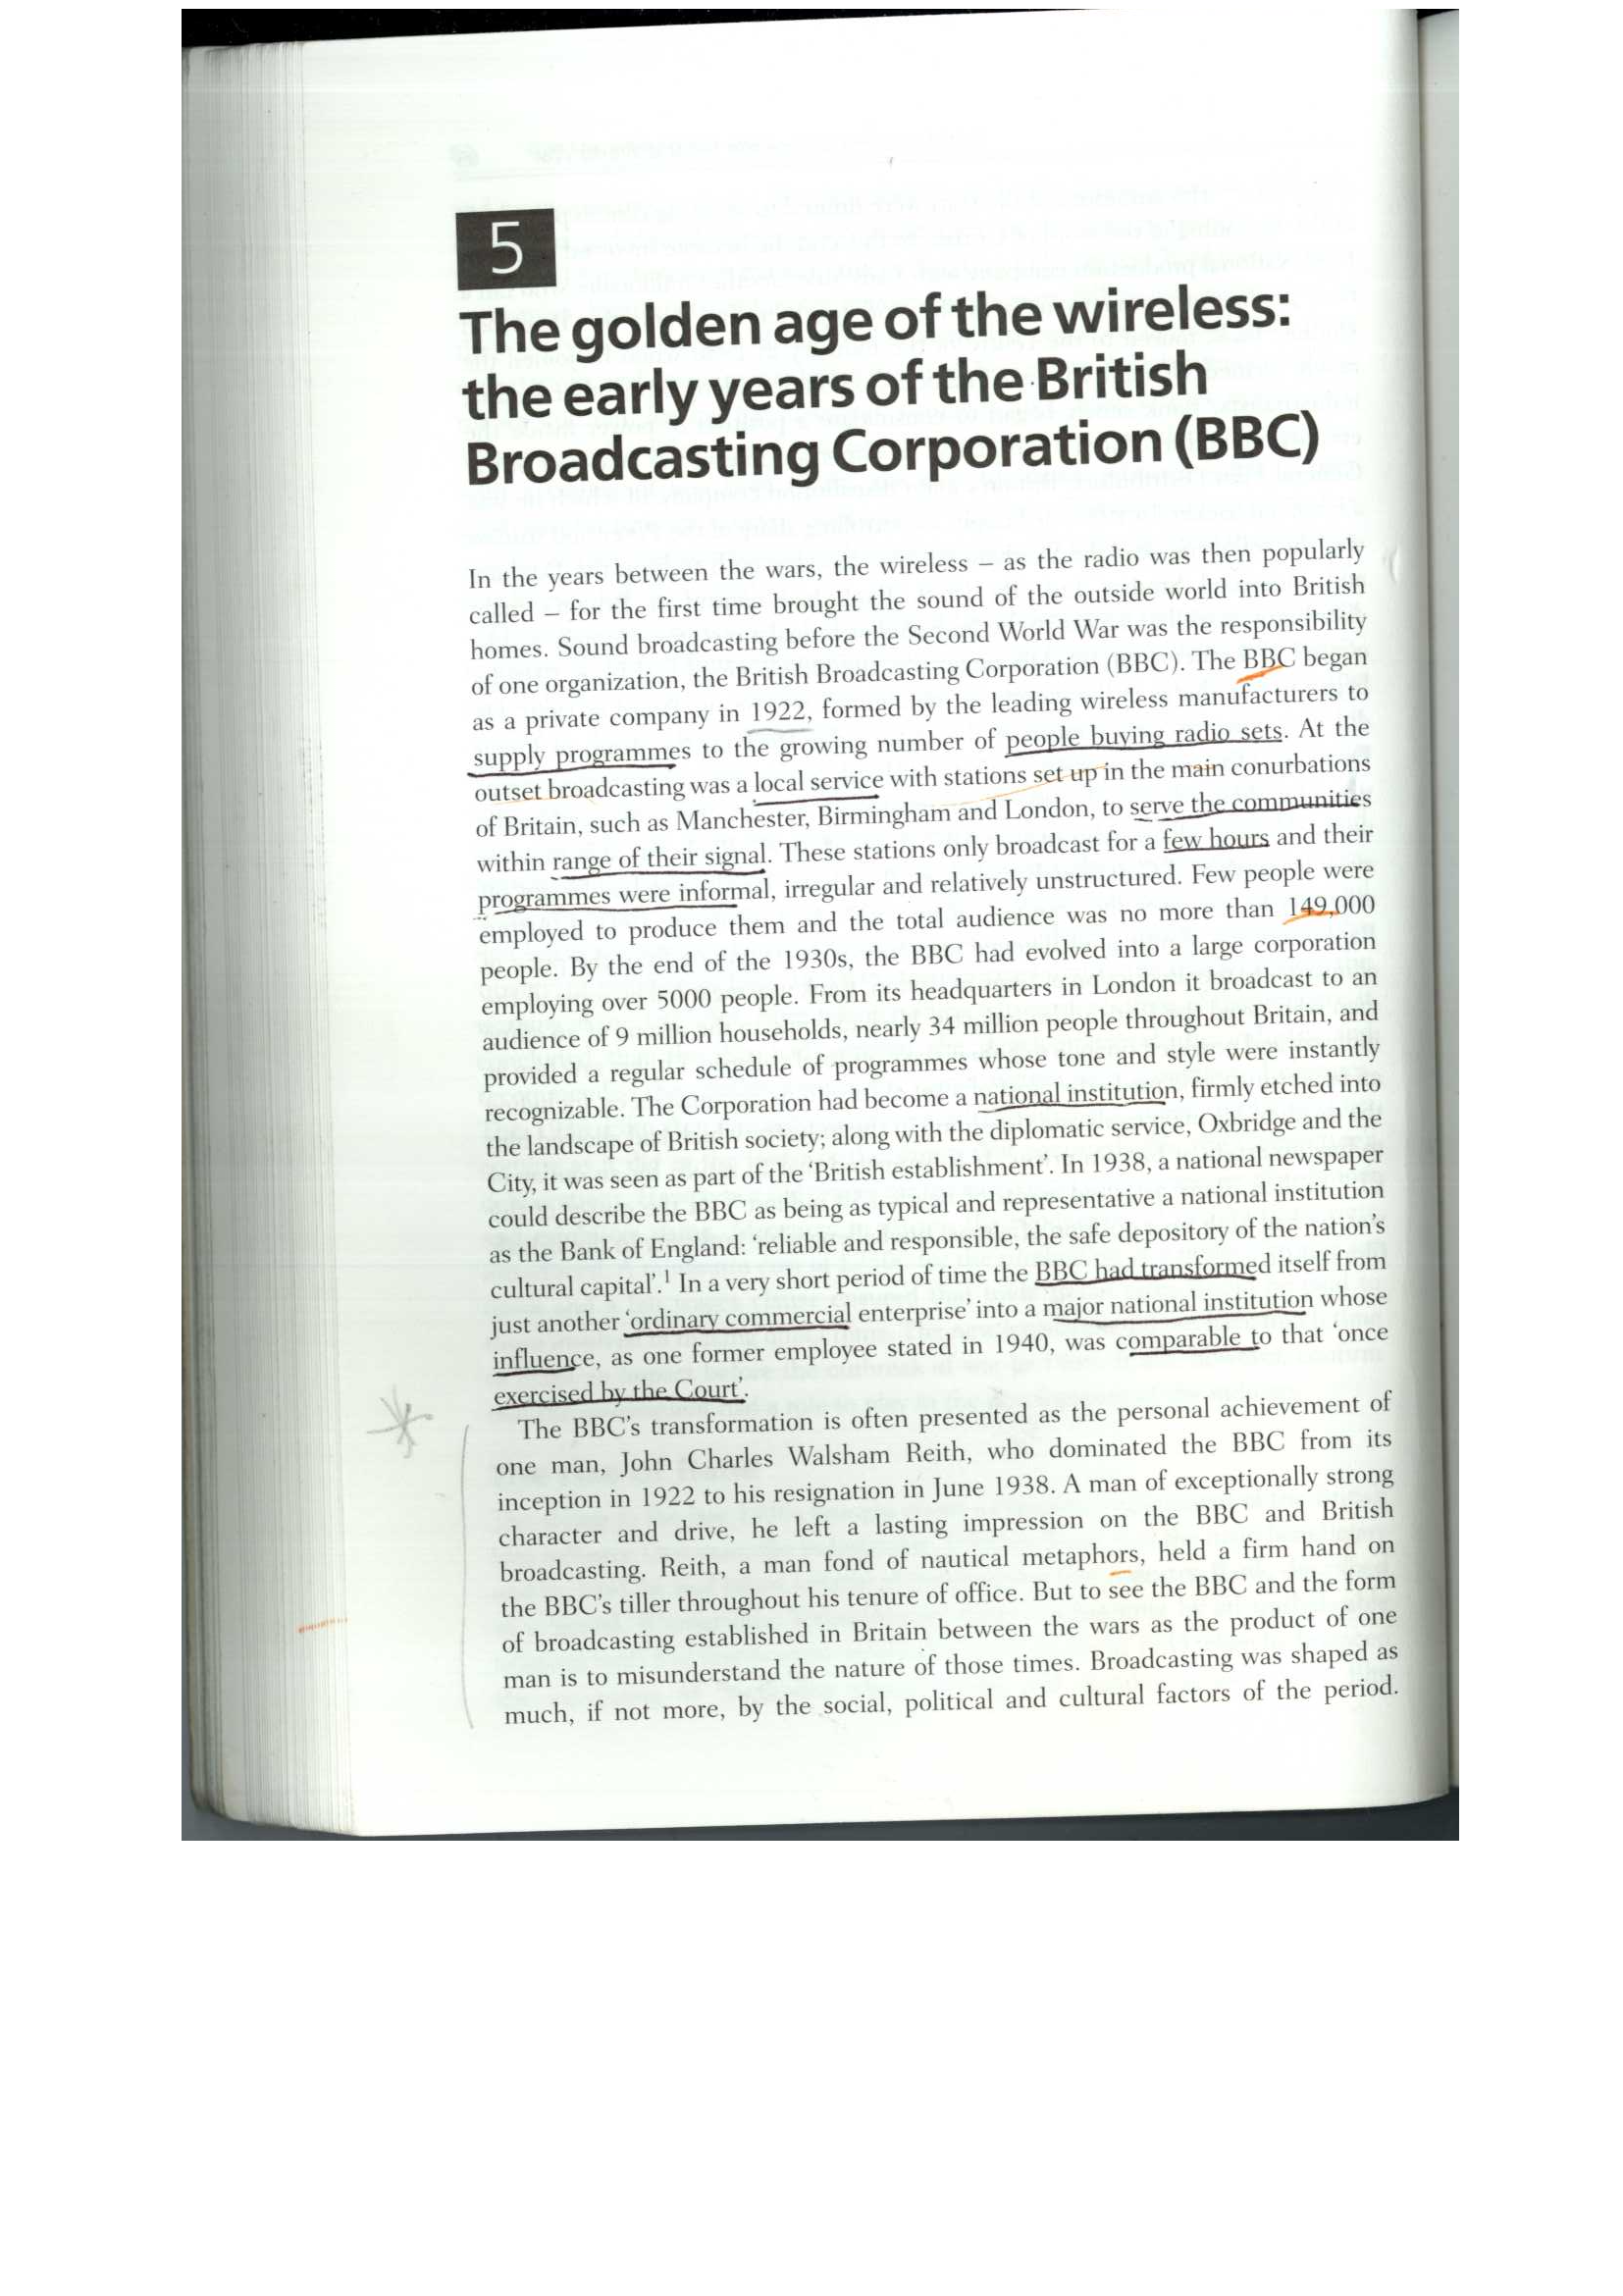 5
The golden age of the wireless:
the early years of the British
Broadcasting Corporation (BBC)
In the years between the wars, the wireless – as the radio was then popularly
called – for the first time brought the sound of the outside world into British
homes. Sound broadcasting before the Second World War was the responsibility
of one organization, the British Broadcasting Corporation (BBC). The BBC began
as a private company in 1922, formed by the leading wireless manufacturers to
supply programmes to the growing number of people buying radio sets. At the
outset broadcasting was a local service with stations set up in the main conurbations
of Britain, such as Manchester, Birmingham and London, to serve the communities
within range of their signal. These stations only broadcast for a few hours and their
programmes were informal, irregular and relatively unstructured. Few people were
employed to produce them and the total audience was no more than 149,000
people. By the end of the 1930s, the BBC had evolved into a large corporation
employing over 5000 people. From its headquarters in London it broadcast to an
audience of 9 million households, nearly 34 million people throughout Britain, and
provided a regular schedule of programmes whose tone and style were instantly
recognizable. The Corporation had become a national institution, firmly etched into
the landscape of British society; along with the diplomatic service, Oxbridge and the
City, it was seen as part of the ‘British establishment’. In 1938, a national newspaper
could describe the BBC as being as typical and representative a national institution
as the Bank of England: ‘reliable and responsible, the safe depository of the nation’s
cultural capital’.1 In a very short period of time the BBC had transformed itself from
just another ‘ordinary commercial enterprise’ into a major national institution whose
influence, as one former employee stated in 1940, was comparable to that ‘once
exercised by the Court’.
The BBC’s transformation is often presented as the personal achievement of
one man, John Charles Walsham Reith, who dominated the BBC from its
inception in 1922 to his resignation in June 1938. A man of exceptionally strong
character and drive, he left a lasting impression on the BBC and British
broadcasting. Reith, a man fond of nautical metaphors, held a firm hand on
the BBC’s tiller throughout his tenure of office. But to see the BBC and the form
of broadcasting established in Britain between the wars as the product of one
man is to misunderstand the nature of those times. Broadcasting was shaped as
much, if not more, by the social, political and cultural factors of the period.